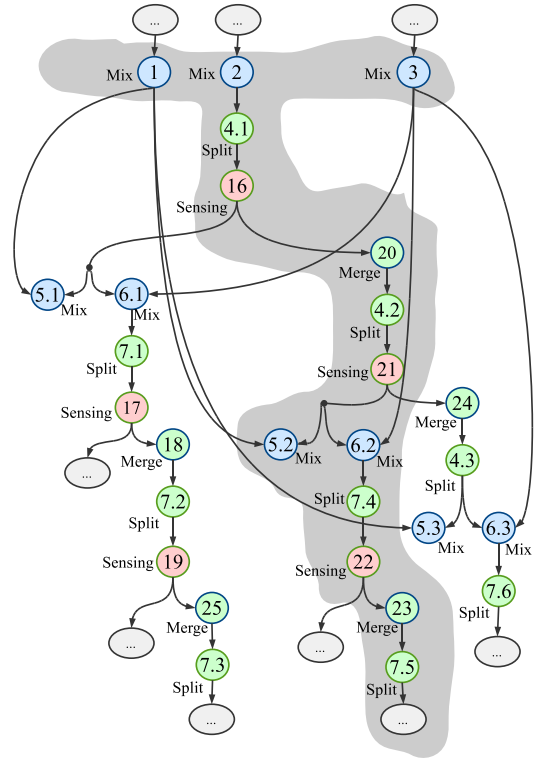 ... ... ...
Mix 1 Mix 2 Mix 3
4.1
Split
16
Sensing
20
Merge
5.1 Mix 6.1 Mix
4.2
Split
7.1
Split
21
Sensing
17
Sensing
24
Merge
18
Merge
...
5.2 Mix 6.2 Mix
4.3
Split
7.2
Split
7.4
Split
5.3 Mix 6.3 Mix
19
Sensing
22
Sensing
7.6
Split
25
Merge
23
Merge
... ... ...
7.3
Split
7.5
Split
... ...